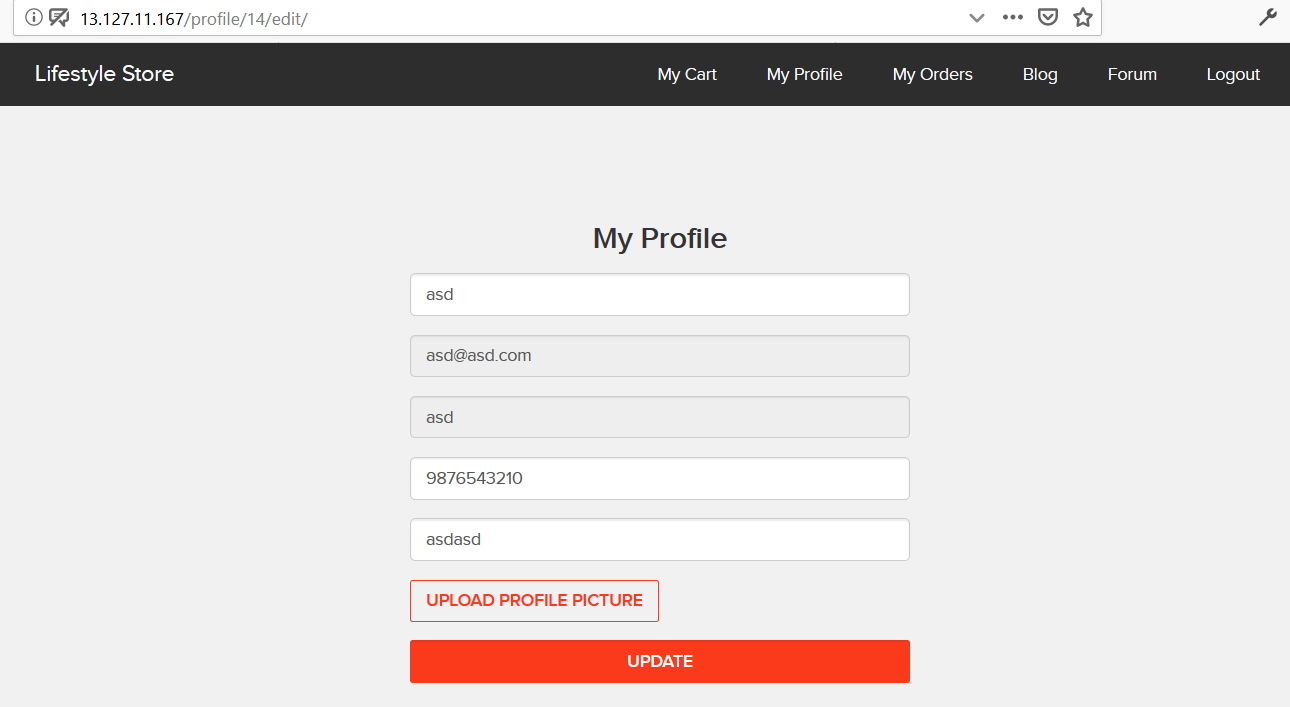 13.127.11.167/profile/14/edit/
Lifestyle Store My Cart My Profile My Orders Blog Forum Logout
My Profile
asd
asd@asd.com
asd
9876543210
asdasd
UPLOAD PROFILE PICTURE
UPDATE